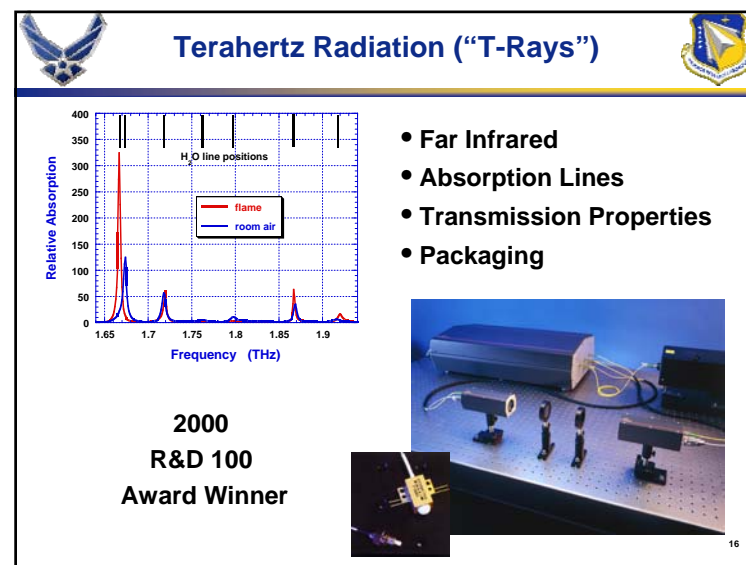 Terahertz Radiation (“T-Rays”)
400
350
300
250
200
150
100
50
0
Relative Absorption
H2O line positions
flame
room air
1.65
1.7
1.75
1.8
1.85
1.9
Frequency (THz)
• Far Infrared
• Absorption Lines
• Transmission Properties
• Packaging
2000
R&D 100
Award Winner
16